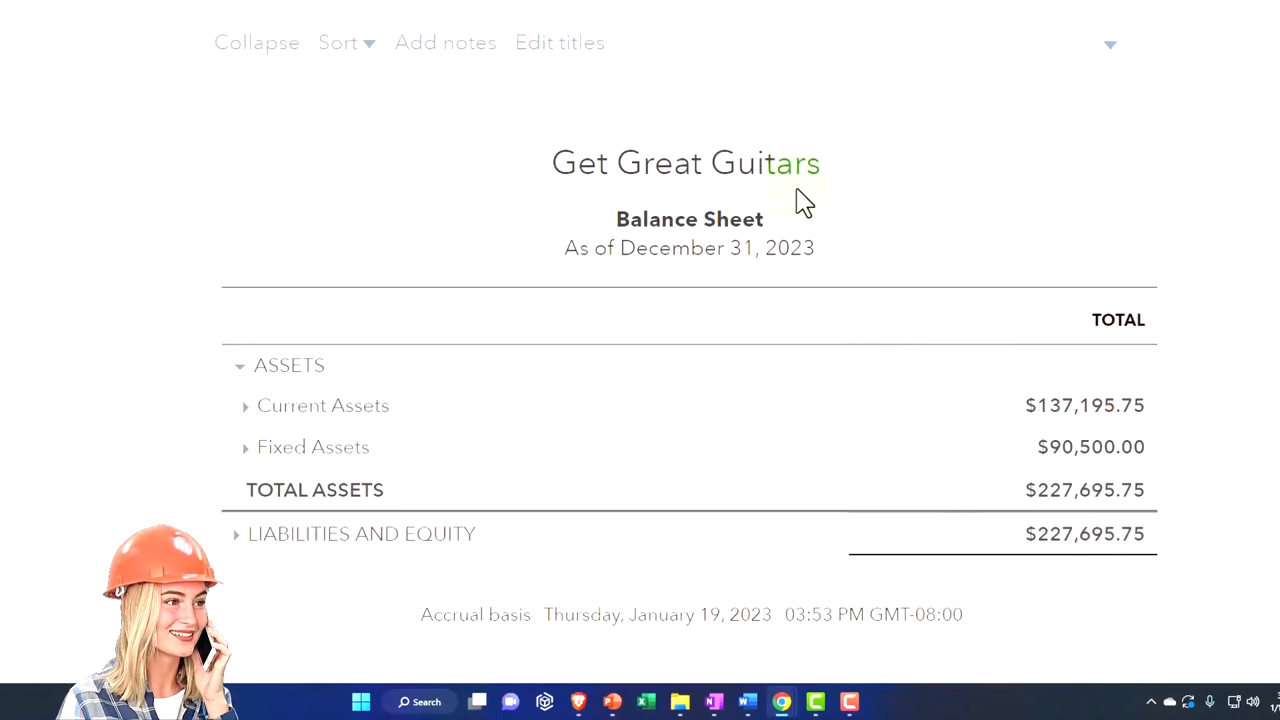 Collapse Sort Add notes Edit titles
Get Great Guitars
Balance Sheet
As of December 31, 2023
TOTAL
ASSETS
Current Assets $137,195.75
Fixed Assets $90,500.00
TOTAL ASSETS $227,695.75
LIABILITIES AND EQUITY $227,695.75
Accrual basis Thursday, January 19, 2023 03:53 PM GMT-08:00
Search